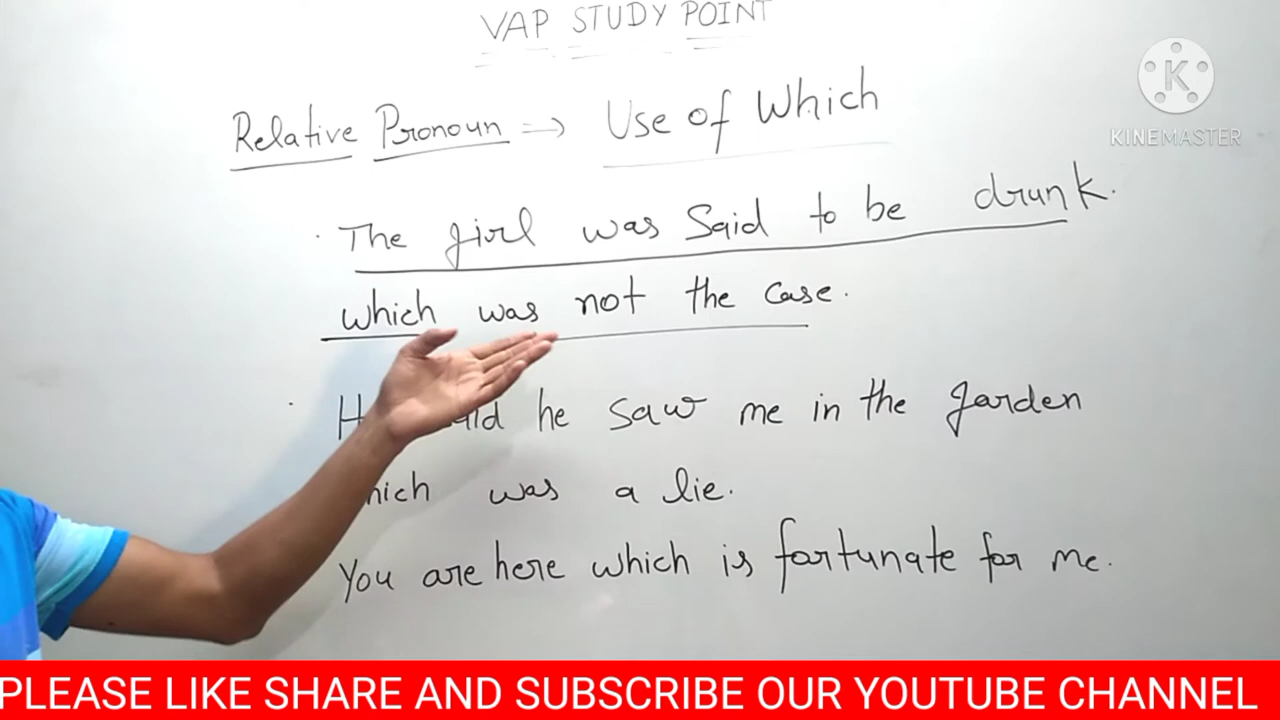 VAP STUDY POINT
Relative Pronoun => Use of Which
KINEMASTER
. The girl was Said to be drunk.
which was not the case.
. he saw me in the garden
was a lie.
You are here which is fortunate for me.
PLEASE LIKE SHARE AND SUBSCRIBE OUR YOUTUBE CHANNEL